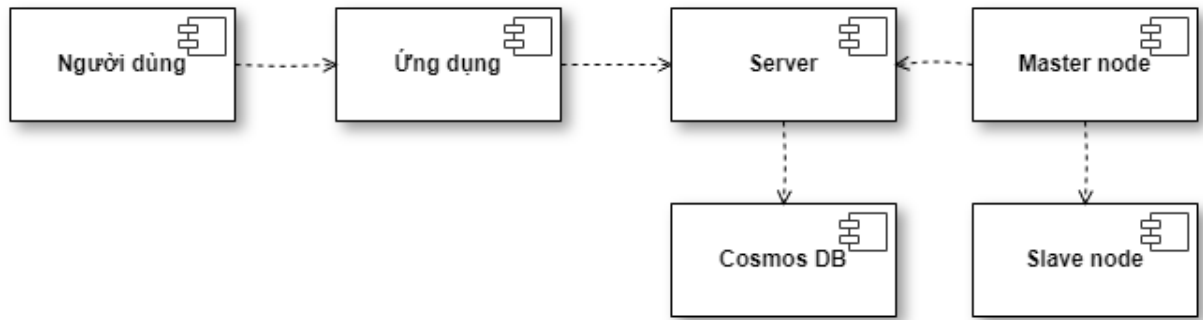 Người dùng
Ứng dụng
Server
Master node
Cosmos DB
Slave node